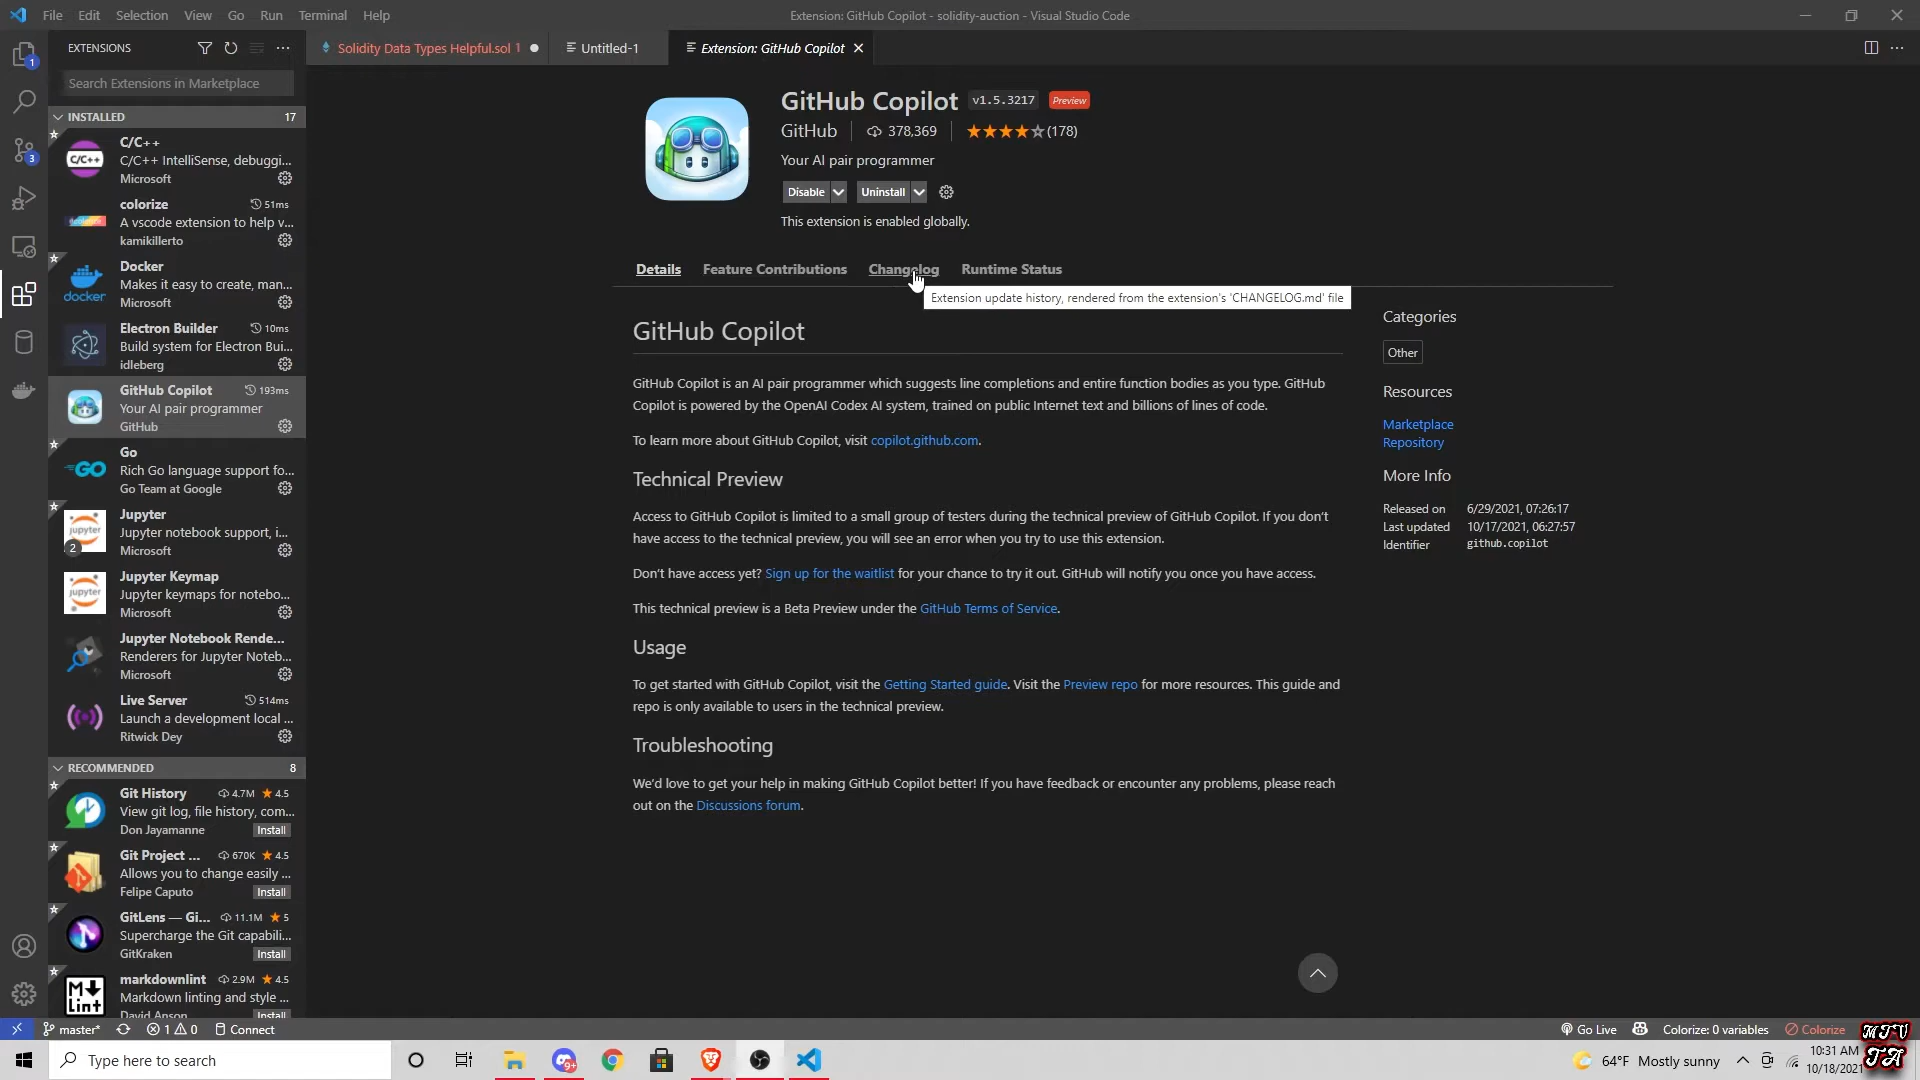 File Edit Selection View Go Run Terminal Help
Extension: GitHub Copilot - solidity-auction - Visual Studio Code
EXTENSIONS
Search Extensions in Marketplace
INSTALLED 17
C/C++
C/C++ IntelliSense, debuggi...
Microsoft
colorize 51ms
A vscode extension to help v...
kamikillerto
Docker
Makes it easy to create, man...
Microsoft
Electron Builder 10ms
Build system for Electron Bui...
idleberg
GitHub Copilot 193ms
Your AI pair programmer
GitHub
Go
Rich Go language support fo...
Go Team at Google
Jupyter
Jupyter notebook support, i...
Microsoft
2
Jupyter Keymap
Jupyter keymaps for notebo...
Microsoft
Jupyter Notebook Rende...
Renderers for Jupyter Noteb...
Microsoft
Live Server 514ms
Launch a development local ...
Ritwick Dey
RECOMMENDED 8
Git History 4.7M 4.5
View git log, file history, com...
Don Jayamanne Install
Git Project ... 670K 4.5
Allows you to change easily ...
Felipe Caputo Install
GitLens — Gi... 11.1M 5
Supercharge the Git capabili...
GitKraken Install
markdownlint 2.9M 4.5
Markdown linting and style ...
David Anson Install
1
3
Solidity Data Types Helpful.sol 1
Untitled-1
Extension: GitHub Copilot
GitHub Copilot v1.5.3217 Preview
GitHub 378,369 (178)
Your AI pair programmer
Disable Uninstall
This extension is enabled globally.
Details Feature Contributions Changelog Runtime Status
Extension update history, rendered from the extension's 'CHANGELOG.md' file
GitHub Copilot
GitHub Copilot is an AI pair programmer which suggests line completions and entire function bodies as you type. GitHub
Copilot is powered by the OpenAI Codex AI system, trained on public Internet text and billions of lines of code.
To learn more about GitHub Copilot, visit copilot.github.com.
Technical Preview
Access to GitHub Copilot is limited to a small group of testers during the technical preview of GitHub Copilot. If you don't
have access to the technical preview, you will see an error when you try to use this extension.
Don't have access yet? Sign up for the waitlist for your chance to try it out. GitHub will notify you once you have access.
This technical preview is a Beta Preview under the GitHub Terms of Service.
Usage
To get started with GitHub Copilot, visit the Getting Started guide. Visit the Preview repo for more resources. This guide and
repo is only available to users in the technical preview.
Troubleshooting
We'd love to get your help in making GitHub Copilot better! If you have feedback or encounter any problems, please reach
out on the Discussions forum.
Categories
Other
Resources
Marketplace
Repository
More Info
Released on 6/29/2021, 07:26:17
Last updated 10/17/2021, 06:27:57
Identifier github.copilot
master* 1 0 Connect
Go Live Colorize: 0 variables Colorize
Type here to search
64°F Mostly sunny
10:31 AM
10/18/2021
MTV
TA